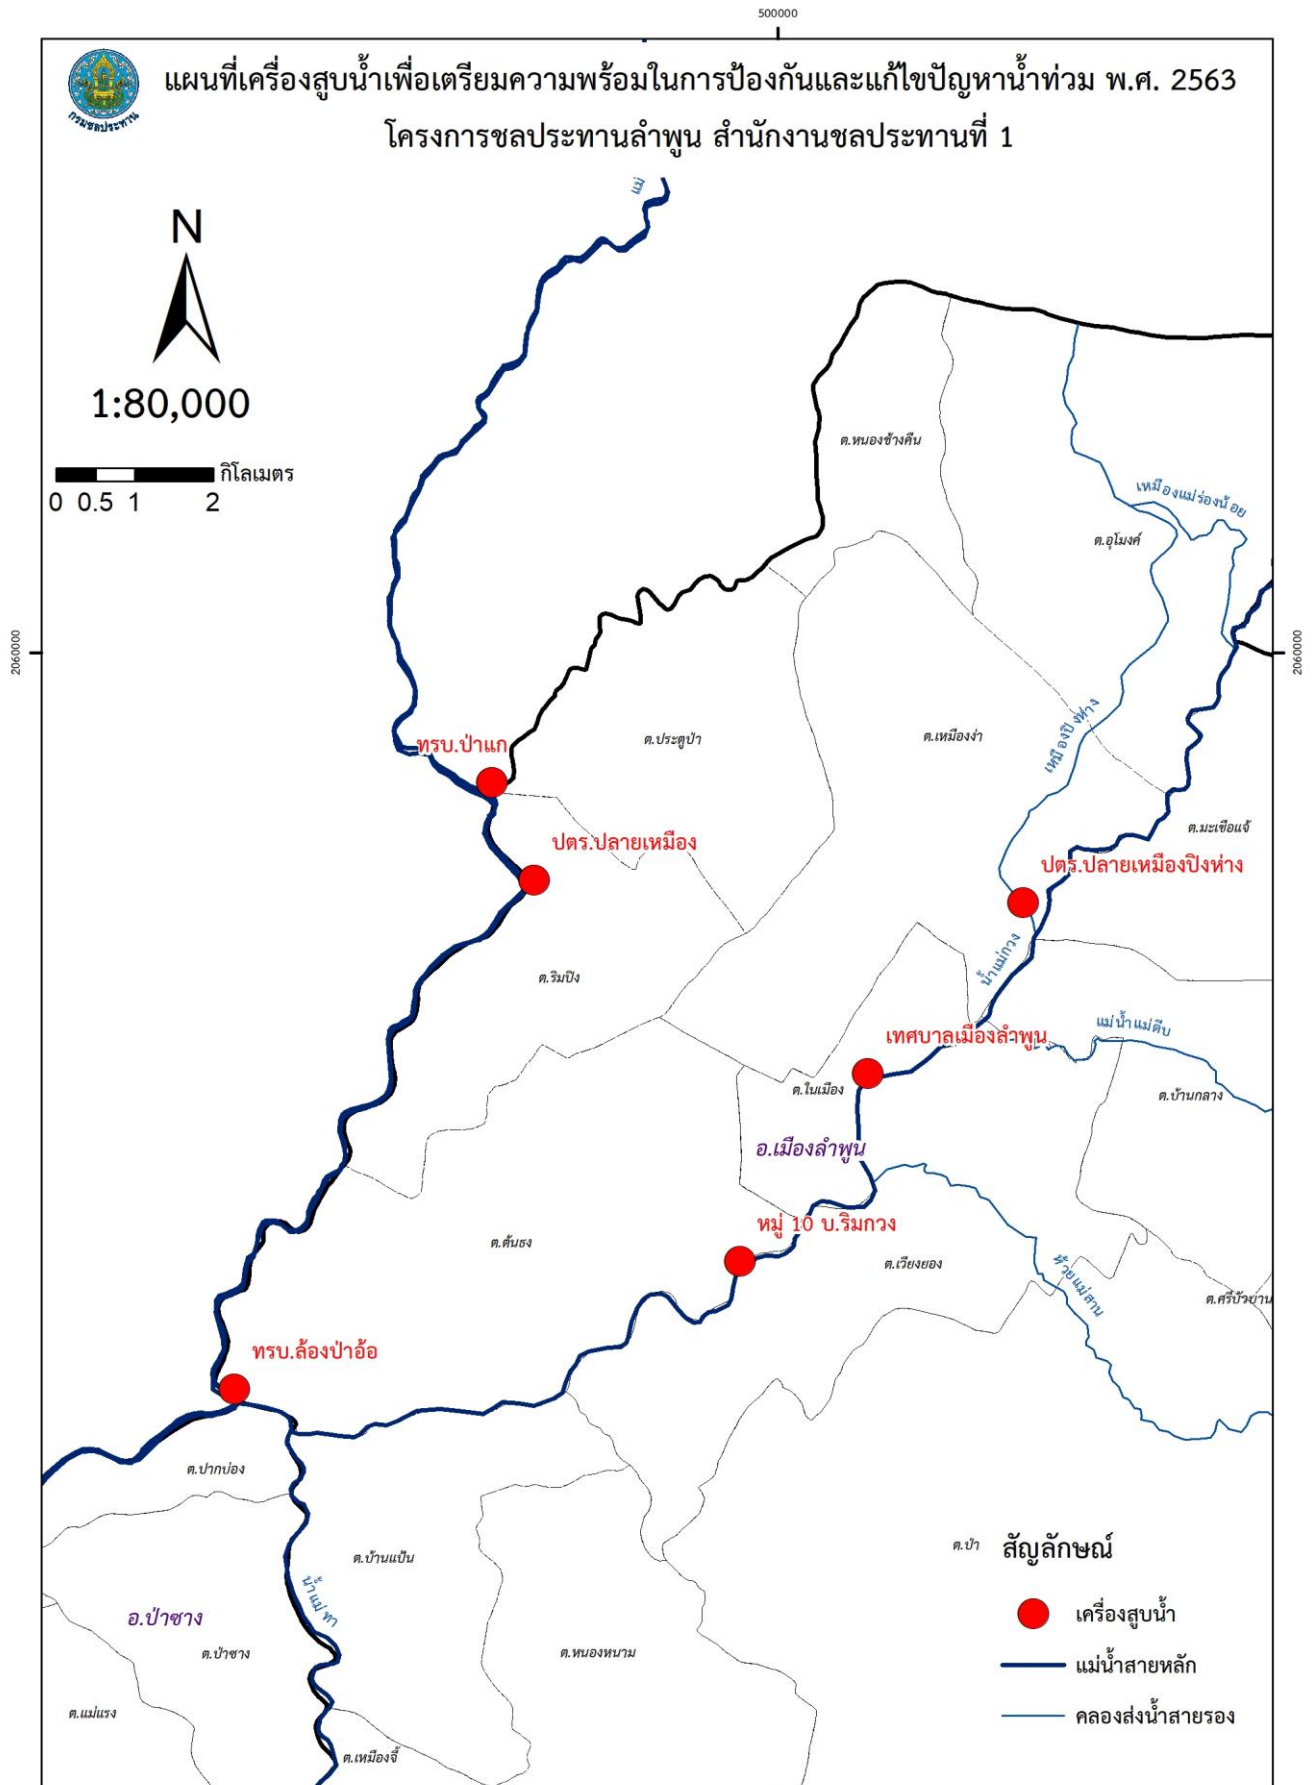 500000
แผนที่เครื่องสูบน้ำเพื่อเตรียมความพร้อมในการป้องกันและแก้ไขปัญหาน้ำท่วม พ.ศ. 2563
กรมชลประทาน
โครงการชลประทานลำพูน สำนักงานชลประทานที่ 1
แม่
N
1:80,000
กิโลเมตร
0 0.5 1 2
ต.หนองช้างคืน
เหมืองแม่ร่องน้อย
ต.อุโมงค์
2060000
2060000
เหมืองปิงห่าง
ต.ประตูป่า
ต.เหมืองง่า
ทรบ.ป่าแก
ต.มะเขือแจ้
ปตร.ปลายเหมือง
ปตร.ปลายเหมืองปิงห่าง
น้ำแม่กวง
ต.ริมปิง
แม่น้ำแม่ตีบ
เทศบาลเมืองลำพูน
ต.ในเมือง
ต.บ้านกลาง
อ.เมืองลำพูน
หมู่ 10 บ.ริมกวง
ต.ต้นธง
ต.เวียงยอง
ห้วยแม่สาน
ต.ศรีบัวบาน
ทรบ.ล้องป่าอ้อ
ต.ปากบ่อง
ต.ป่า
สัญลักษณ์
ต.บ้านแป้น
น้ำแม่ทา
อ.ป่าซาง
เครื่องสูบน้ำ
ต.ป่าซาง
ต.หนองหนาม
แม่น้ำสายหลัก
ต.แม่แรง
คลองส่งน้ำสายรอง
ต.เหมืองจี้